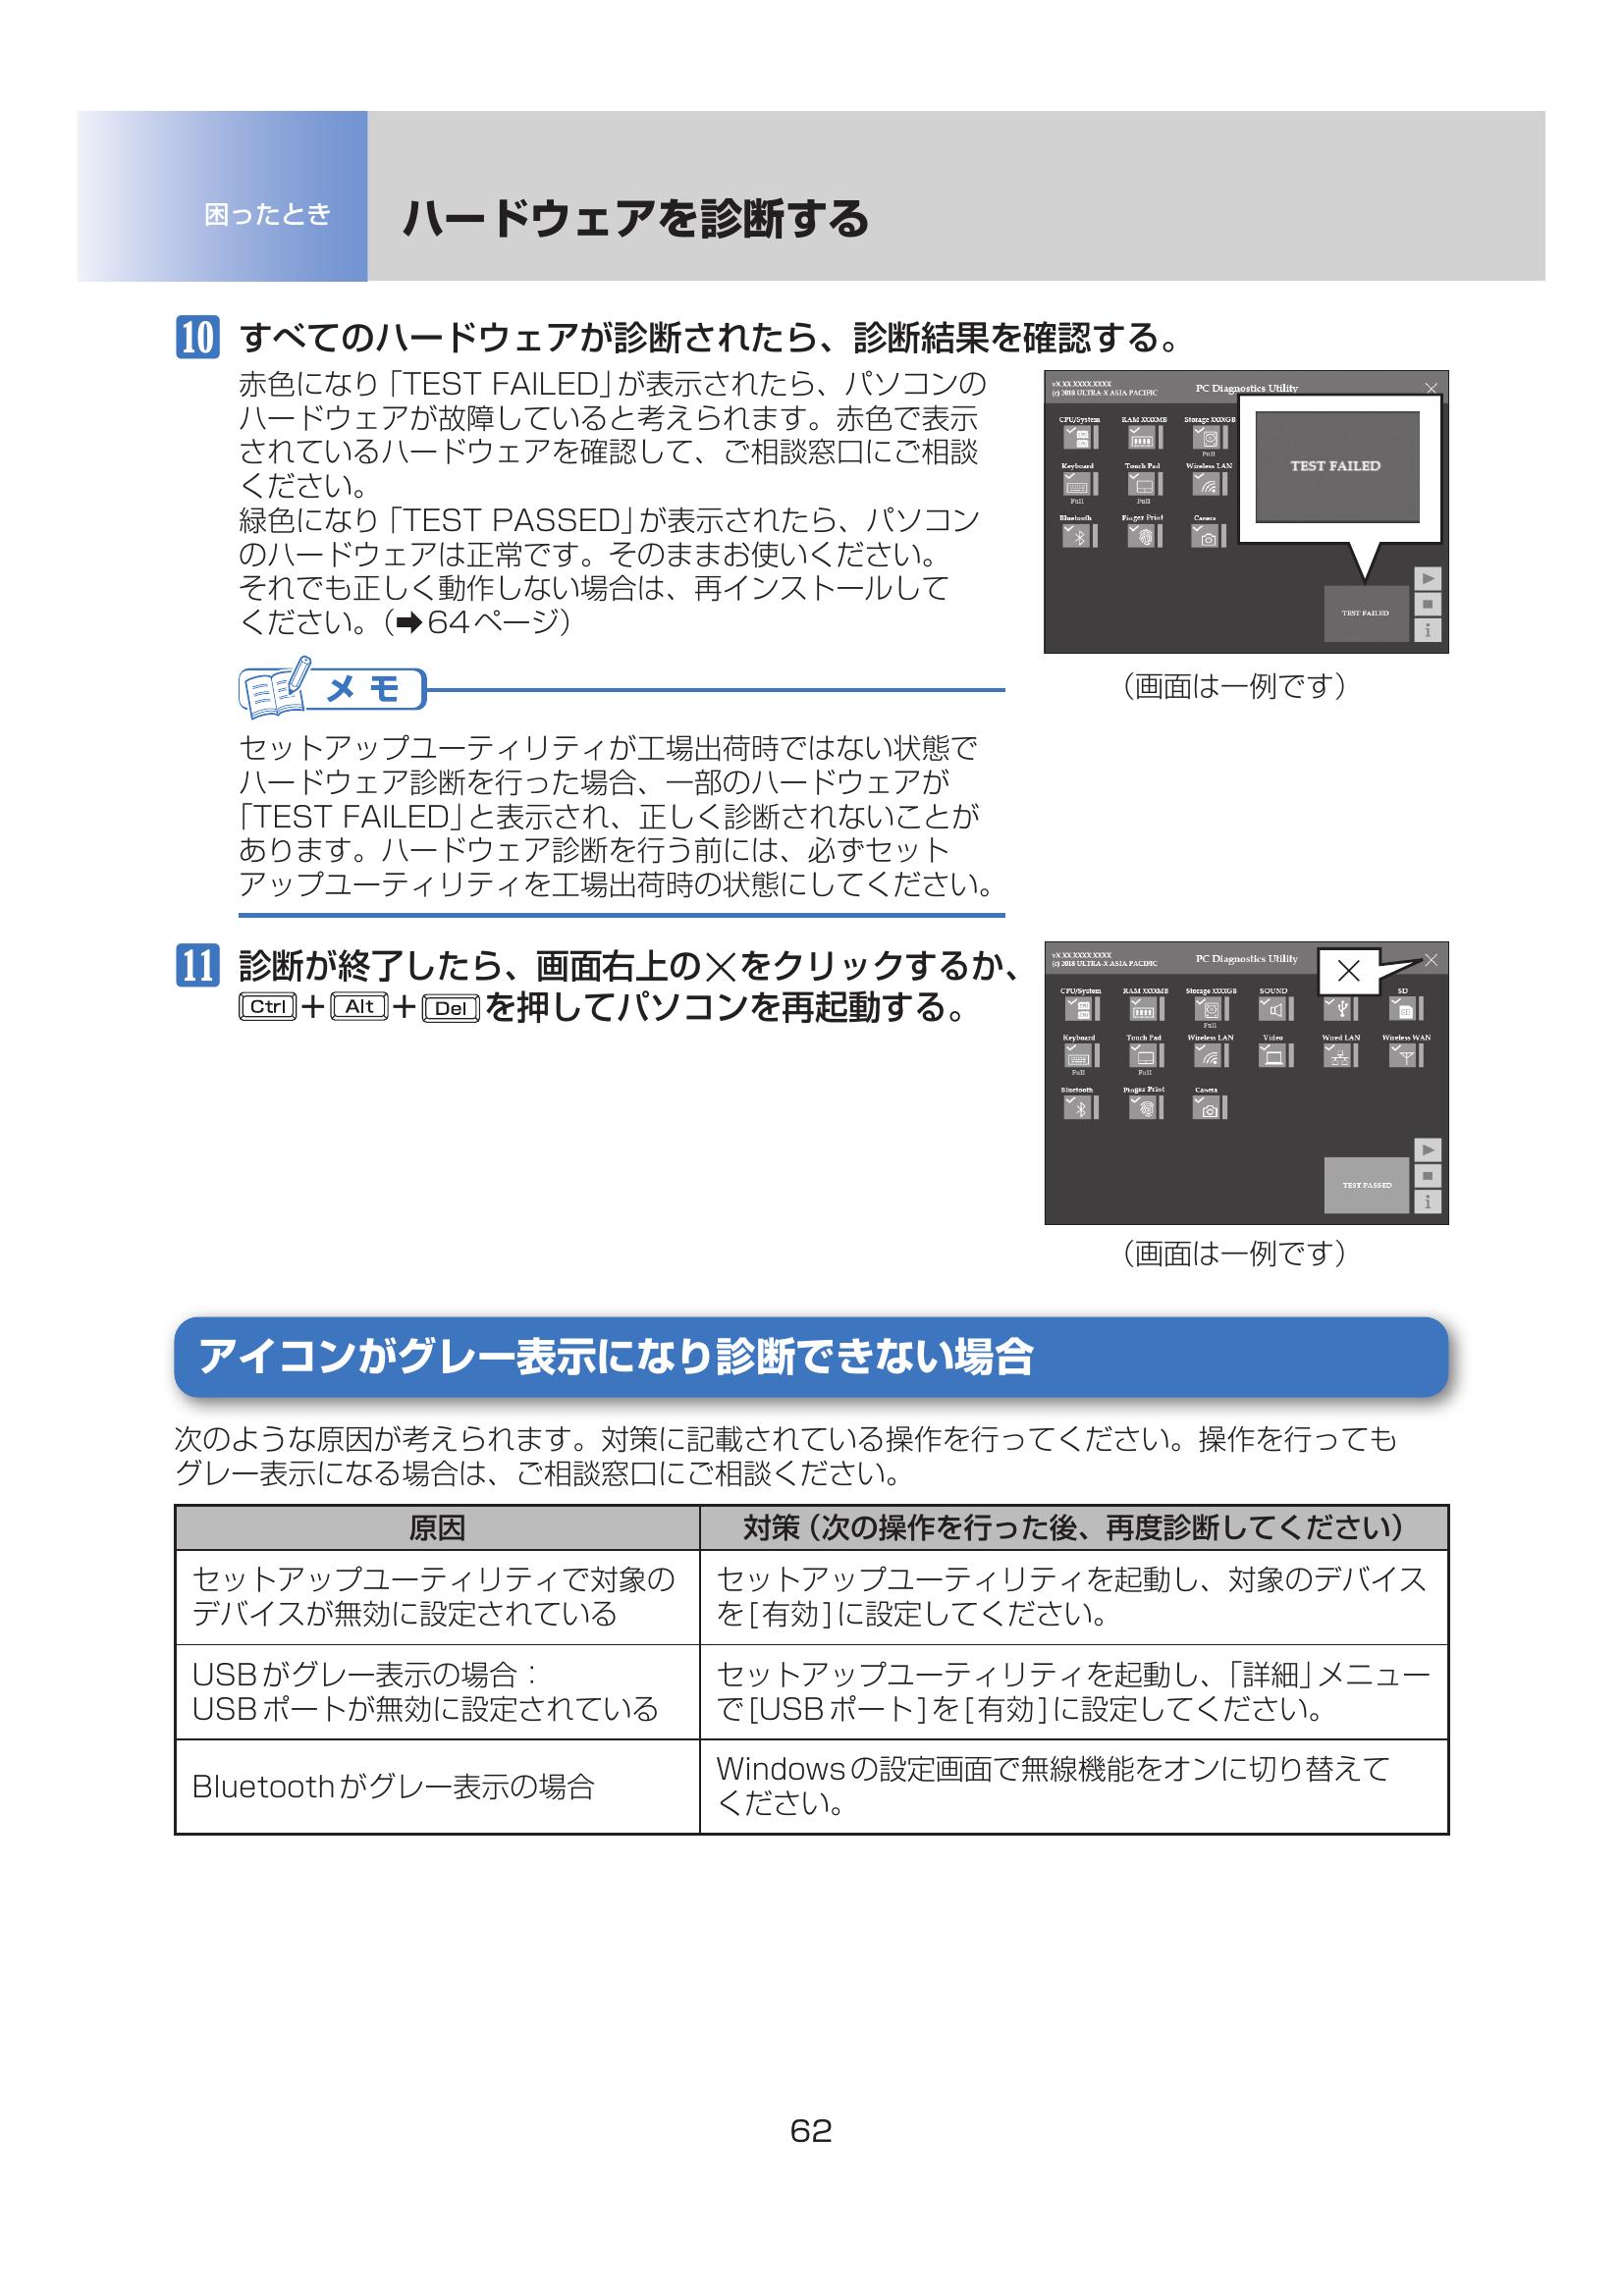 困ったとき
ハードウェアを診断する
10 すべてのハードウェアが診断されたら、診断結果を確認する。
赤色になり「TEST FAILED」が表示されたら、パソコンの
ハードウェアが故障していると考えられます。赤色で表示
されているハードウェアを確認して、ご相談窓口にご相談
ください。
緑色になり「TEST PASSED」が表示されたら、パソコン
のハードウェアは正常です。そのままお使いください。
それでも正しく動作しない場合は、再インストールして
ください。（➡64ページ）
vX.XX.XXXX.XXXX
(c) 2018 ULTRA-X ASIA PACIFIC
PC Diagnostics Utility
CPU/System RAM XXXXMB Storage XXXXGB
Full
Keyboard Touch Pad Wireless LAN
Full Full
Bluetooth Finger Print Camera
TEST FAILED
TEST FAILED
i
（画面は一例です）
メモ
セットアップユーティリティが工場出荷時ではない状態で
ハードウェア診断を行った場合、一部のハードウェアが
「TEST FAILED」と表示され、正しく診断されないことが
あります。ハードウェア診断を行う前には、必ずセット
アップユーティリティを工場出荷時の状態にしてください。
11 診断が終了したら、画面右上の×をクリックするか、
Ctrl＋Alt＋Delを押してパソコンを再起動する。
vX.XX.XXXX.XXXX
(c) 2018 ULTRA-X ASIA PACIFIC
PC Diagnostics Utility
CPU/System RAM XXXXMB Storage XXXXGB SOUND SD
Full
Keyboard Touch Pad Wireless LAN Video Wired LAN Wireless WAN
Full Full
Bluetooth Finger Print Camera
TEST PASSED
i
（画面は一例です）
アイコンがグレー表示になり診断できない場合
次のような原因が考えられます。対策に記載されている操作を行ってください。操作を行っても
グレー表示になる場合は、ご相談窓口にご相談ください。
原因 対策（次の操作を行った後、再度診断してください）
セットアップユーティリティで対象の
デバイスが無効に設定されている
セットアップユーティリティを起動し、対象のデバイス
を[有効]に設定してください。
USBがグレー表示の場合：
USBポートが無効に設定されている
セットアップユーティリティを起動し、「詳細」メニュー
で[USBポート]を[有効]に設定してください。
Bluetoothがグレー表示の場合
Windowsの設定画面で無線機能をオンに切り替えて
ください。
62